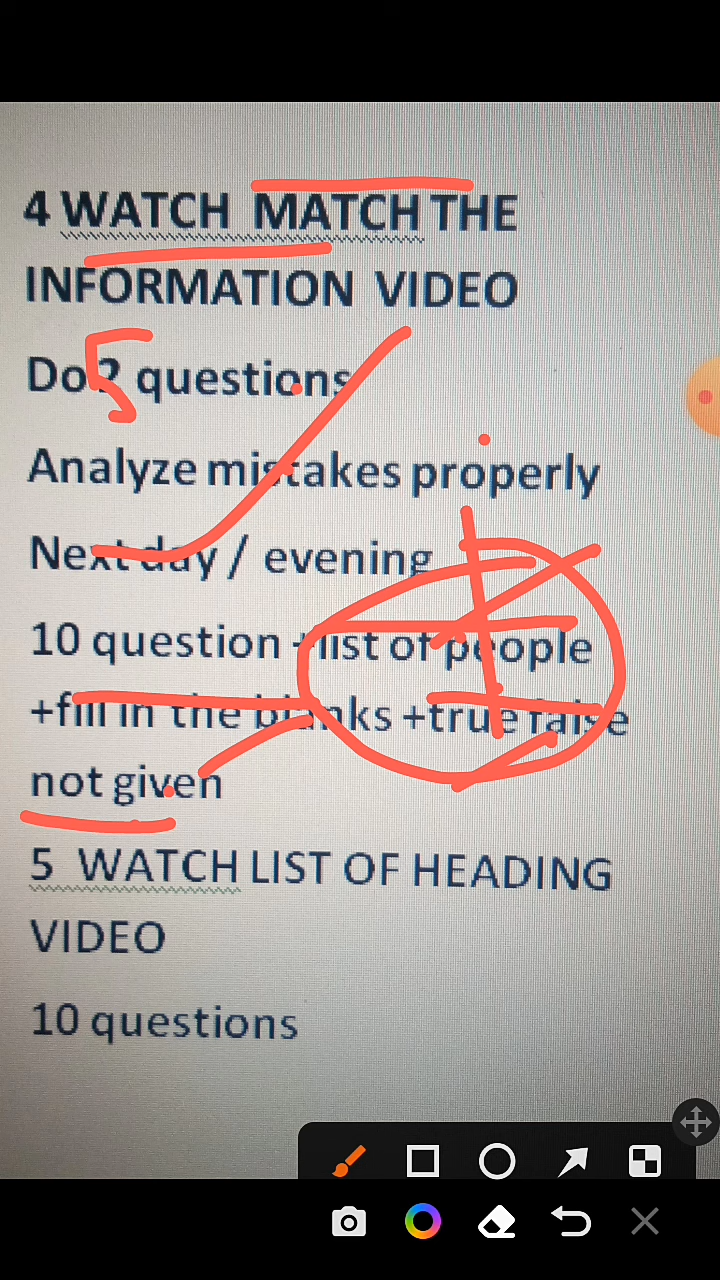 4 WATCH MATCH THE
INFORMATION VIDEO
Do 5 questions
Analyze mistakes properly
Next day / evening
10 question +list of people
+fill in the blanks +true false
not given
5 WATCH LIST OF HEADING
VIDEO
10 questions